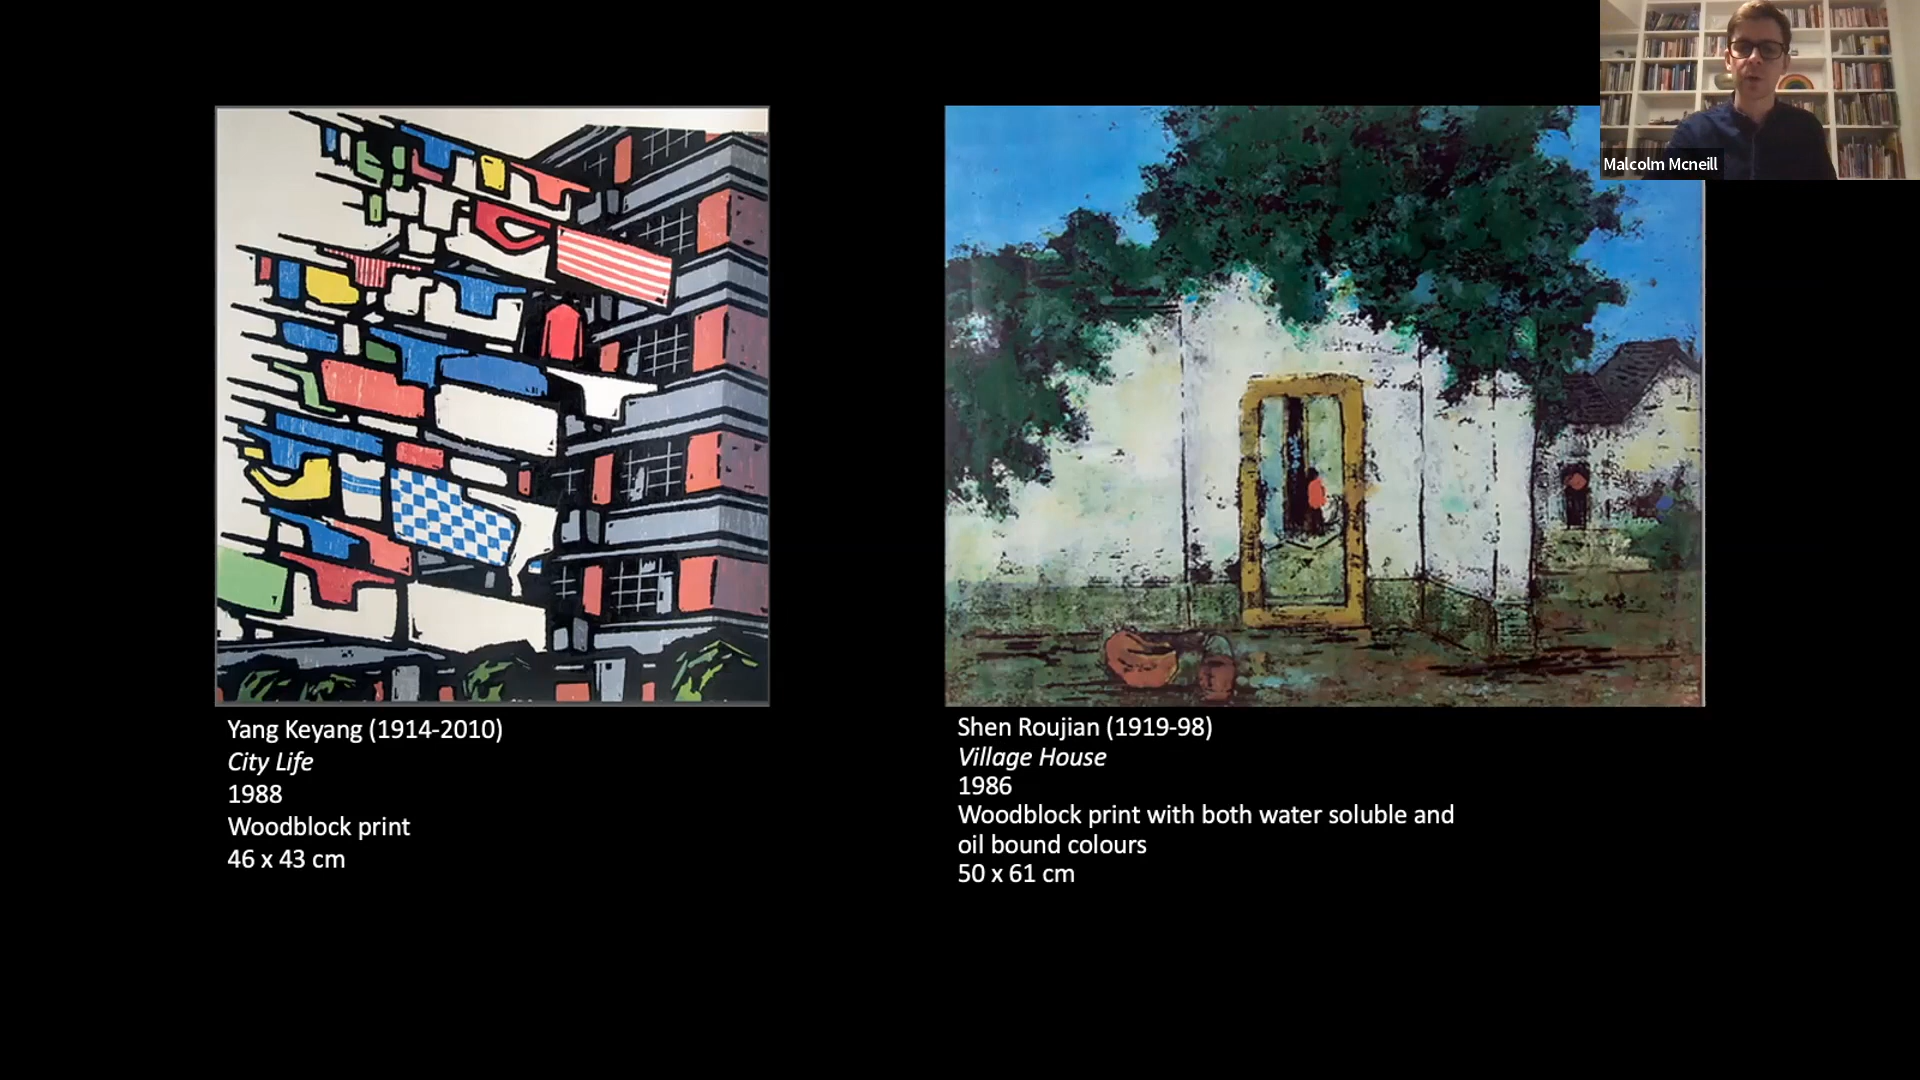 Malcolm Mcneill
Yang Keyang (1914-2010)
City Life
1988
Woodblock print
46 x 43 cm
Shen Roujian (1919-98)
Village House
1986
Woodblock print with both water soluble and
oil bound colours
50 x 61 cm